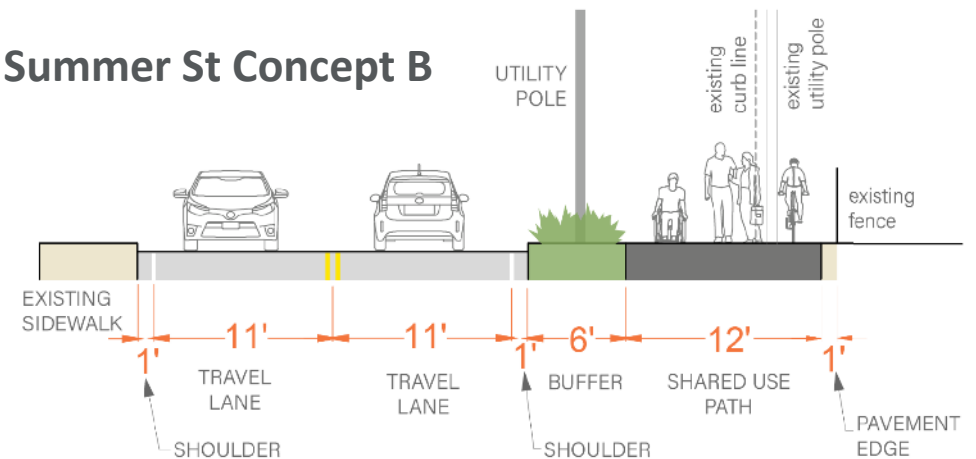 Summer St Concept B
UTILITY
POLE
existing
curb line
existing
utility pole
existing
fence
EXISTING
SIDEWALK
1'
11'
11'
1'
6'
12'
1'
TRAVEL
LANE
TRAVEL
LANE
BUFFER
SHARED USE
PATH
SHOULDER
SHOULDER
PAVEMENT
EDGE